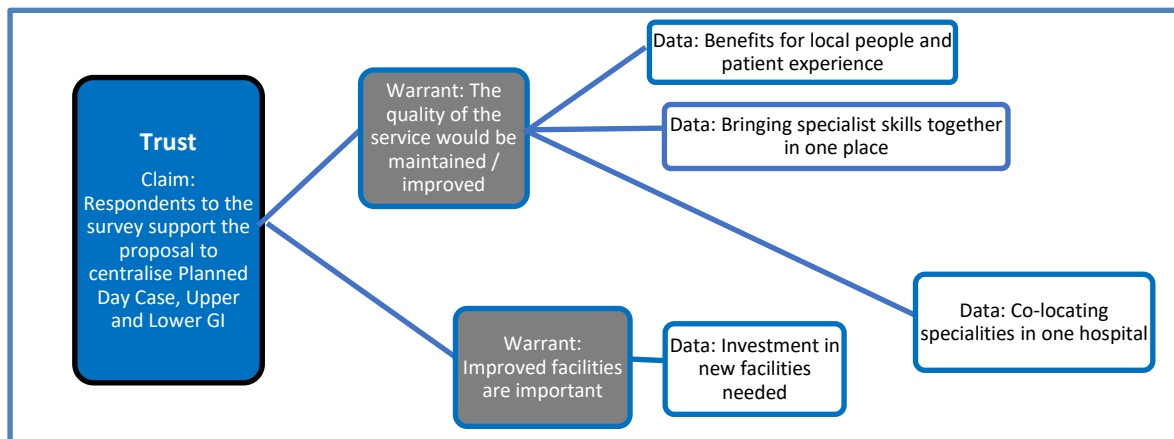 Trust
Claim:
Respondents to the
survey support the
proposal to
centralise Planned
Day Case, Upper
and Lower GI
Warrant: The
quality of the
service would be
maintained /
improved
Data: Benefits for local people and
patient experience
Data: Bringing specialist skills together
in one place
Data: Co-locating
specialities in one hospital
Warrant:
Improved facilities
are important
Data: Investment in
new facilities
needed